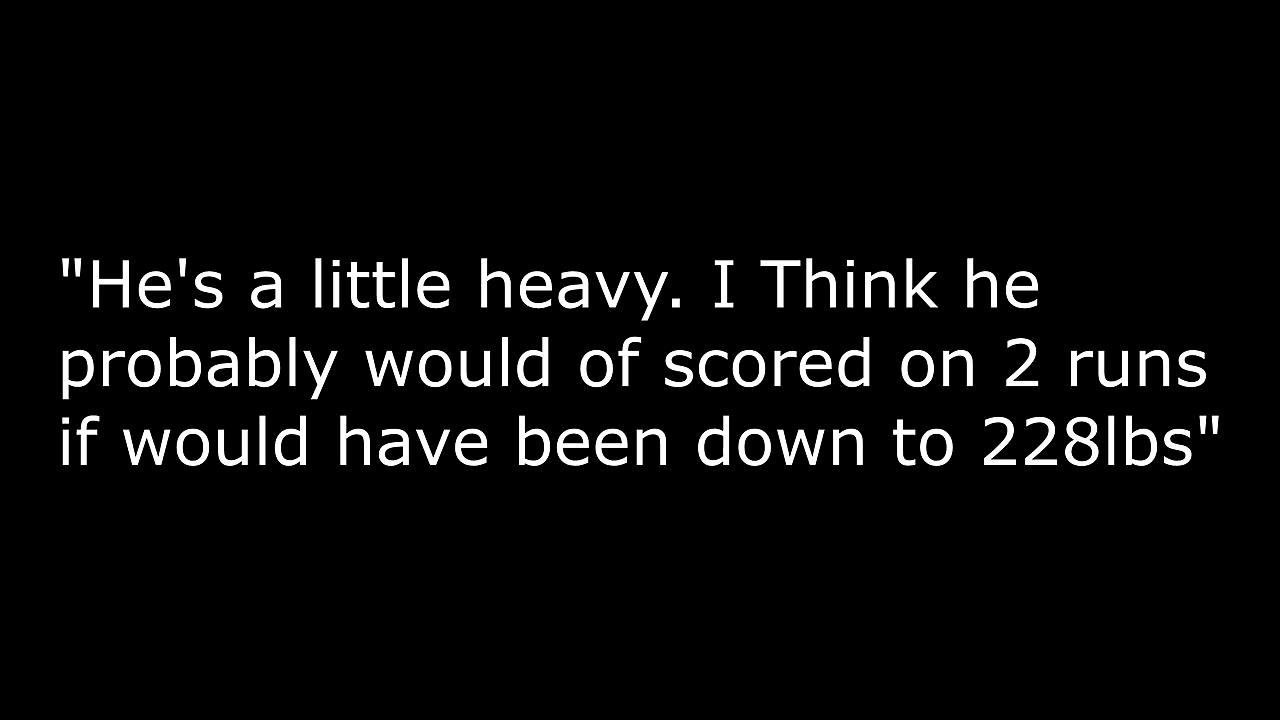 "He's a little heavy. I Think he
probably would of scored on 2 runs
if would have been down to 228lbs"